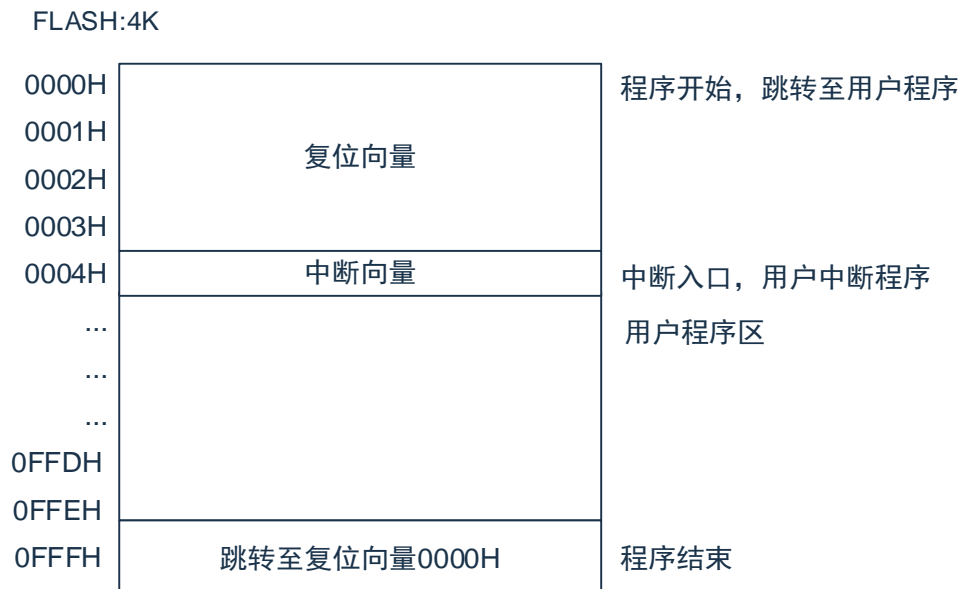 FLASH:4K
0000H 程序开始，跳转至用户程序
0001H
复位向量
0002H
0003H
0004H 中断向量 中断入口，用户中断程序
... 用户程序区
...
...
0FFDH
0FFEH
0FFFH 跳转至复位向量0000H 程序结束